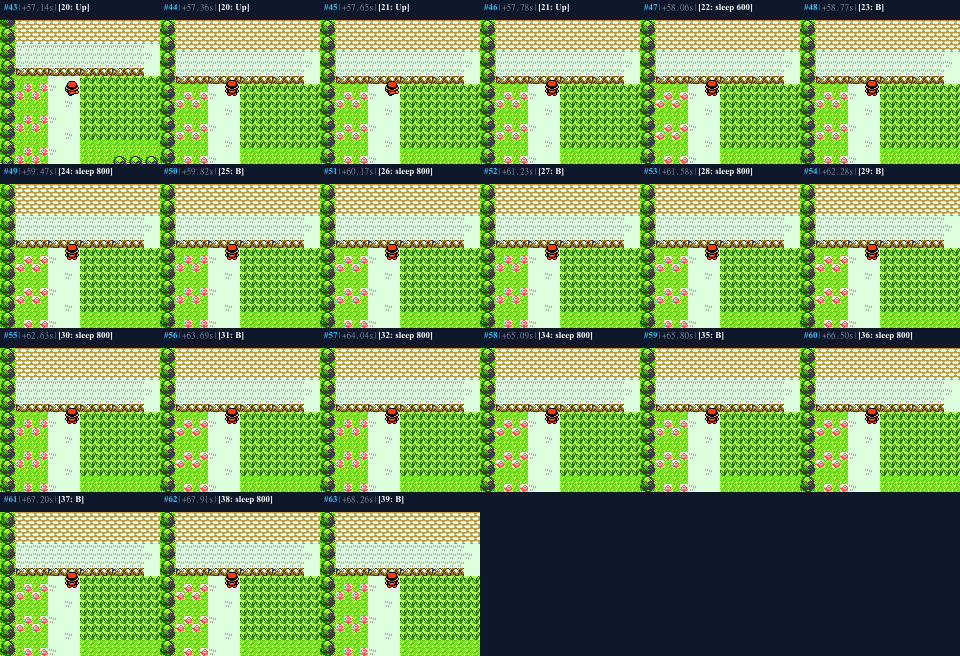 #43|+57.14s|[20: Up]
#44|+57.36s|[20: Up]
#45|+57.65s|[21: Up]
#46|+57.78s|[21: Up]
#47|+58.06s|[22: sleep 600]
#48|+58.77s|[23: B]
#49|+59.47s|[24: sleep 800]
#50|+59.82s|[25: B]
#51|+60.17s|[26: sleep 800]
#52|+61.23s|[27: B]
#53|+61.58s|[28: sleep 800]
#54|+62.28s|[29: B]
#55|+62.63s|[30: sleep 800]
#56|+63.69s|[31: B]
#57|+64.04s|[32: sleep 800]
#58|+65.09s|[34: sleep 800]
#59|+65.80s|[35: B]
#60|+66.50s|[36: sleep 800]
#61|+67.20s|[37: B]
#62|+67.91s|[38: sleep 800]
#63|+68.26s|[39: B]